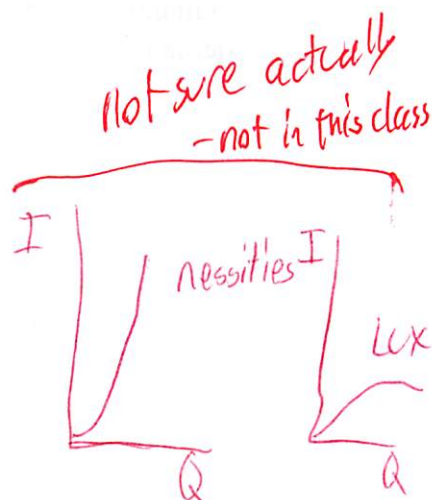 not sure actually
-not in this class
I
nessities
I
Lux
Q
Q